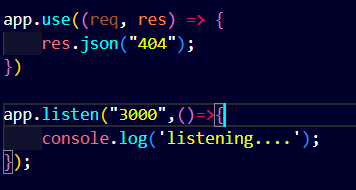 app.use((req, res) => {
    res.json("404");
})

app.listen("3000",()=>{
    console.log('listening....');
});